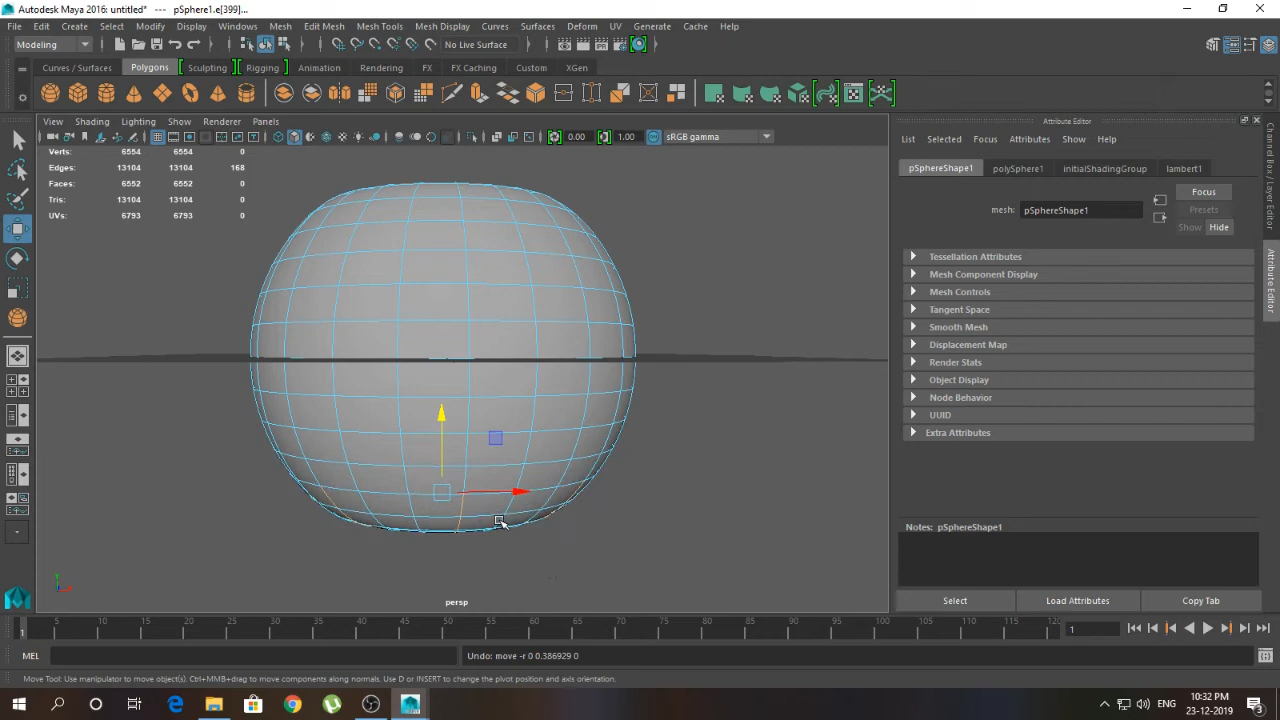 Autodesk Maya 2016: untitled*   ---   pSphere1.e[399]...
File Edit Create Select Modify Display Windows Mesh Edit Mesh Mesh Tools Mesh Display Curves Surfaces Deform UV Generate Cache Help
Modeling No Live Surface
Curves / Surfaces Polygons Sculpting Rigging Animation Rendering FX FX Caching Custom XGen
View Shading Lighting Show Renderer Panels
0.00 1.00 sRGB gamma
Verts: 6554 6554 0
Edges: 13104 13104 168
Faces: 6552 6552 0
Tris: 13104 13104 0
UVs: 6793 6793 0
persp
Attribute Editor
List Selected Focus Attributes Show Help
pSphereShape1 polySphere1 initialShadingGroup lambert1
Focus
mesh: pSphereShape1 Presets
Show Hide
Tessellation Attributes
Mesh Component Display
Mesh Controls
Tangent Space
Smooth Mesh
Displacement Map
Render Stats
Object Display
Node Behavior
UUID
Extra Attributes
Notes: pSphereShape1
Select Load Attributes Copy Tab
Channel Box / Layer Editor
Attribute Editor
1 5 10 15 20 25 30 35 40 45 50 55 60 65 70 75 80 85 90 95 100 105 110 115 120 1
MEL Undo: move -r 0 0.386929 0
Move Tool: Use manipulator to move object(s). Ctrl+MMB+drag to move components along normals. Use D or INSERT to change the pivot position and axis orientation.
ENG 10:32 PM
23-12-2019 3